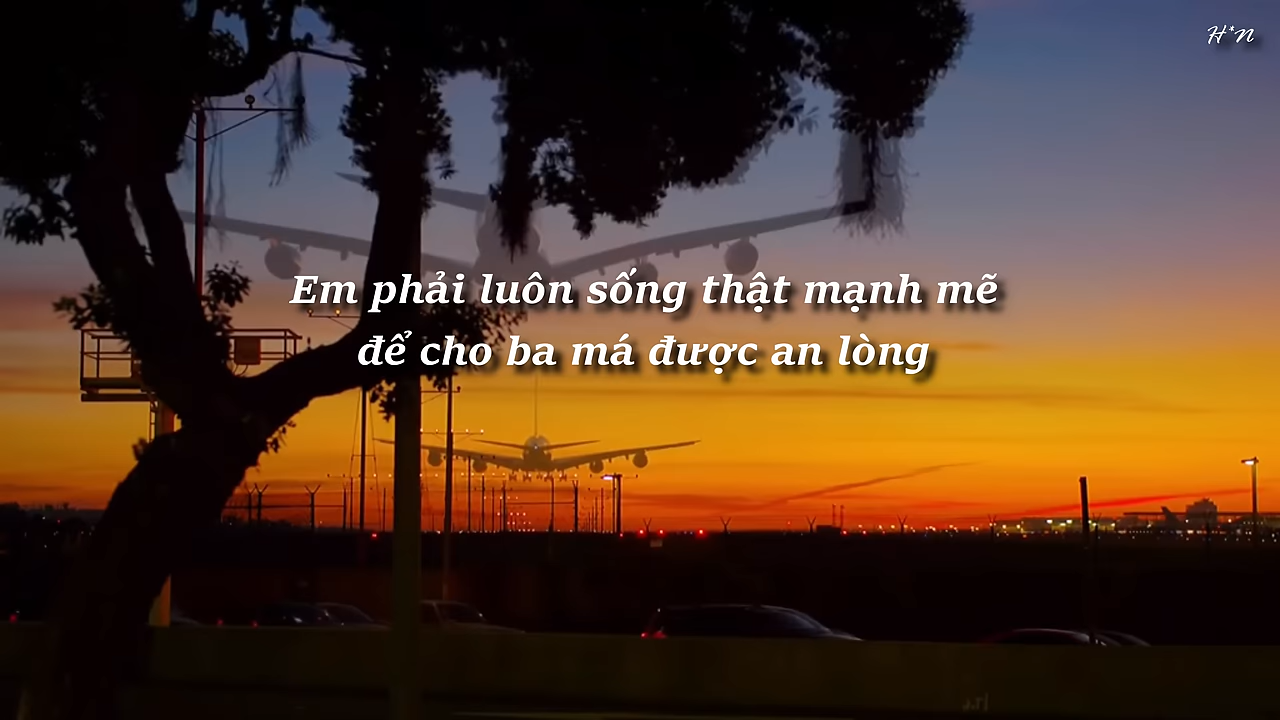 H*N
Em phải luôn sống thật mạnh mẽ
để cho ba má được an lòng